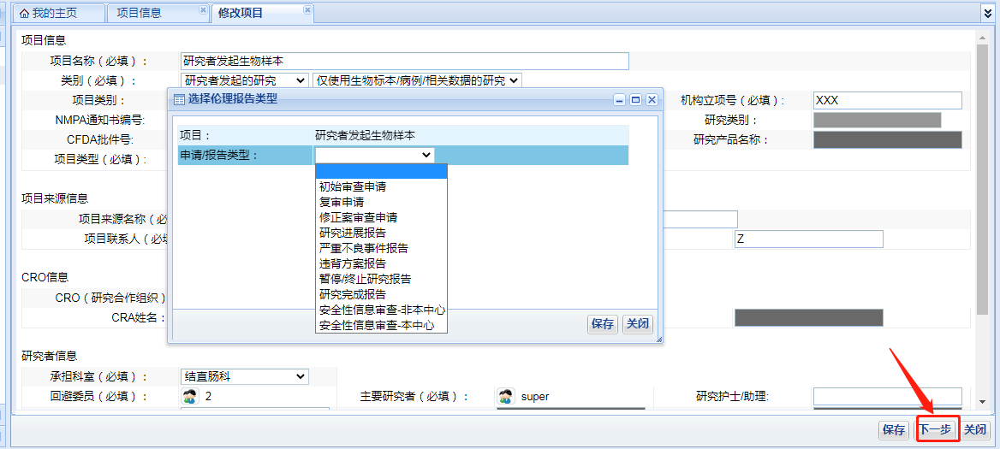 我的主页 项目信息 修改项目
项目信息
项目名称（必填）： 研究者发起生物样本
类别（必填）： 研究者发起的研究 仅使用生物标本/病例/相关数据的研究
选择伦理报告类型
项目类别： 机构立项号（必填）： XXX
NMPA通知书编号: 研究类别：
项目： 研究者发起生物样本
CFDA批件号: 研究产品名称：
申请/报告类型：
项目类型（必填）:
初始审查申请
复审申请
项目来源信息
修正案审查申请
项目来源名称（必
研究进展报告
项目联系人（必 Z
严重不良事件报告
违背方案报告
CRO信息
暂停/终止研究报告
CRO（研究合作组织）
研究完成报告
安全性信息审查-非本中心
CRA姓名：
安全性信息审查-本中心
保存 关闭
研究者信息
承担科室（必填）： 结直肠科
回避委员（必填）： 2 主要研究者（必填）： super 研究护士/助理:
保存 下一步 关闭